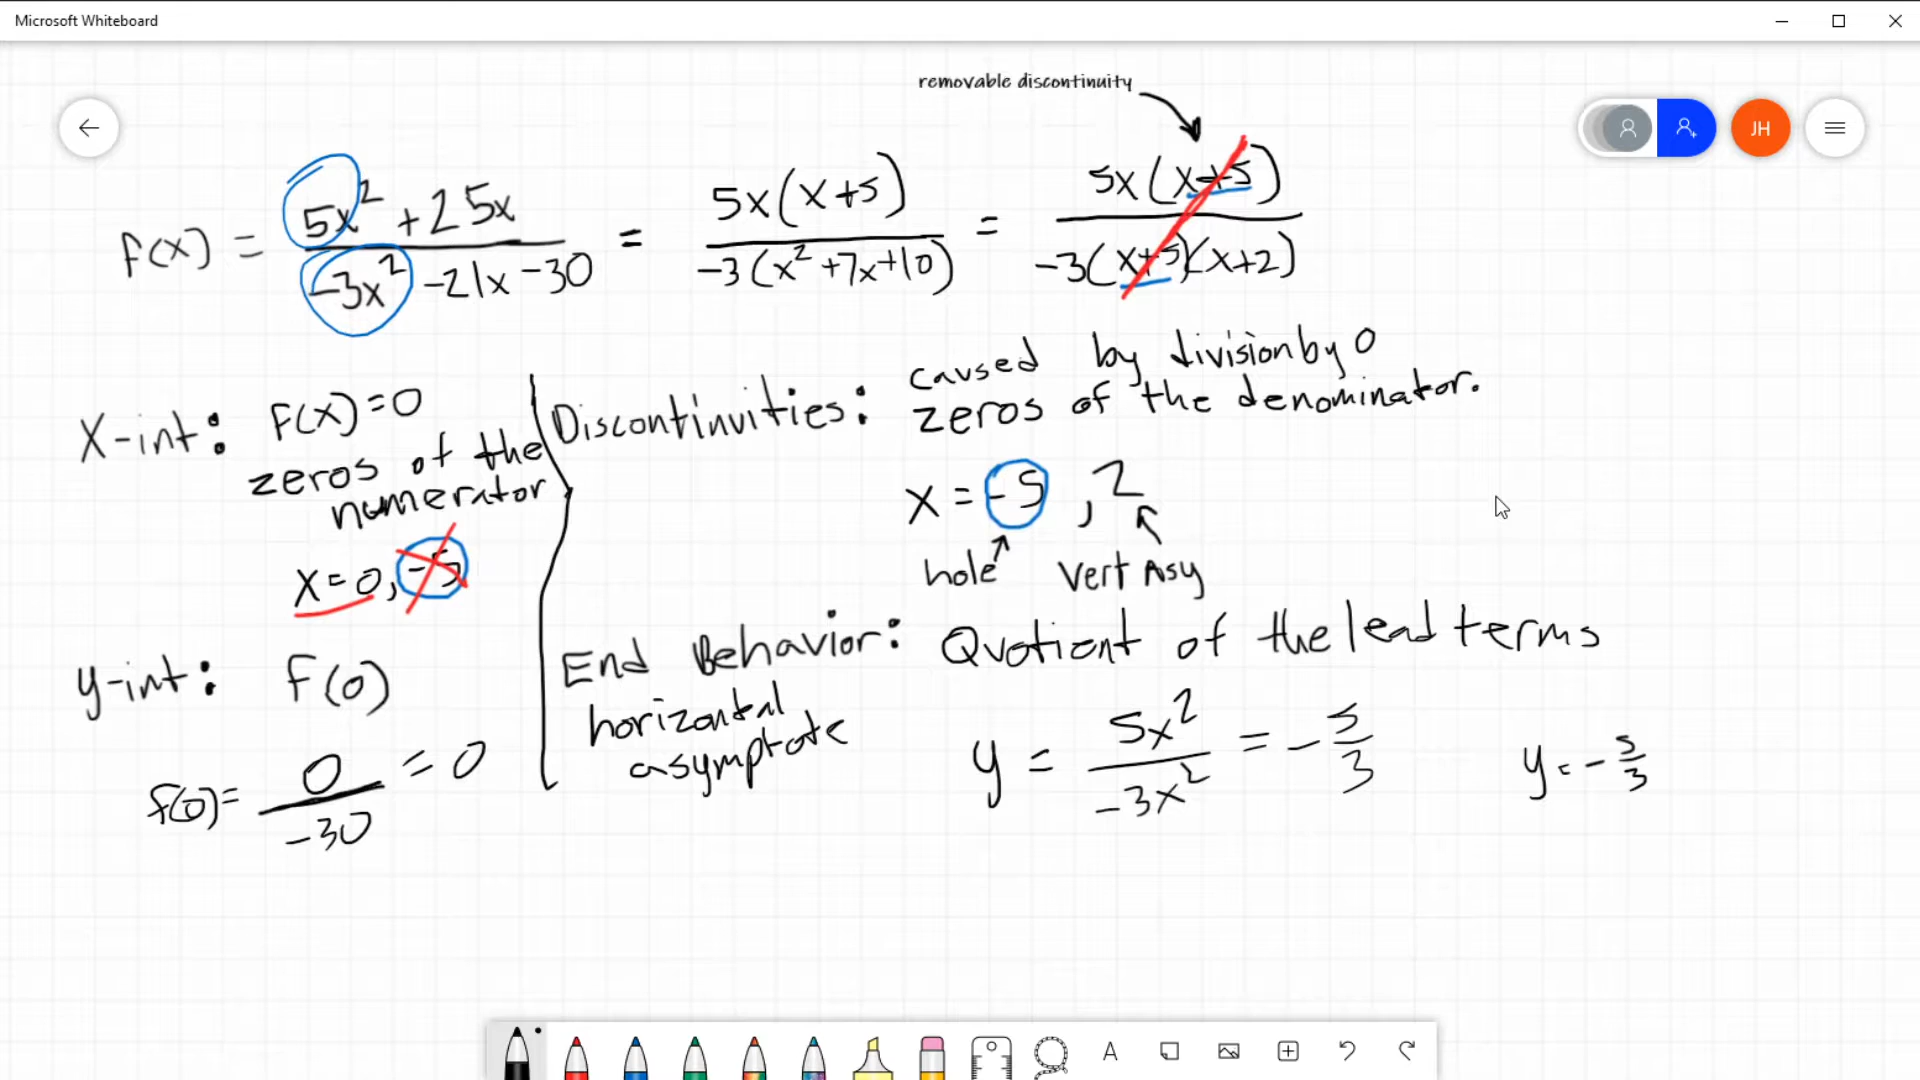 Microsoft Whiteboard
removable discontinuity
f(x) = (5x² + 25x)/(-3x² - 21x - 30) = 5x(x+5)/(-3(x² + 7x + 10)) = 5x(x+5)/(-3(x+5)(x+2))
JH
X-int: f(x)=0
zeros of the
numerator
x=0, -5
y-int: f(0)
f(0)= 0/-30 = 0
Discontinuities: caused by division by 0
zeros of the denominator.
x = -5, 2
hole Vert Asy
End Behavior: Quotient of the lead terms
horizontal
asymptote
y = 5x²/-3x² = -5/3
y = -5/3
A